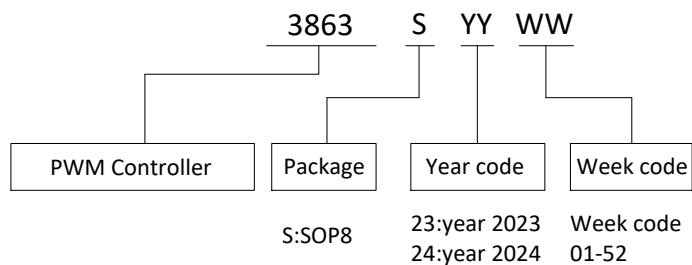 3863 S YY WW
PWM Controller Package Year code Week code
S:SOP8
23:year 2023 Week code
24:year 2024 01-52